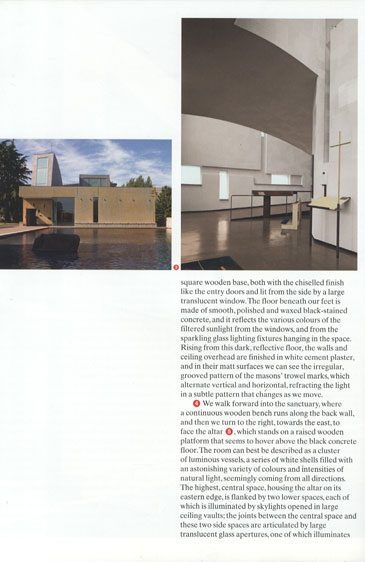 3
square wooden base, both with the chiselled finish
like the entry doors and lit from the side by a large
translucent window. The floor beneath our feet is
made of smooth, polished and waxed black-stained
concrete, and it reflects the various colours of the
filtered sunlight from the windows, and from the
sparkling glass lighting fixtures hanging in the space.
Rising from this dark, reflective floor, the walls and
ceiling overhead are finished in white cement plaster,
and in their matt surfaces we can see the irregular,
grooved pattern of the masons' trowel marks, which
alternate vertical and horizontal, refracting the light
in a subtle pattern that changes as we move.
4 We walk forward into the sanctuary, where
a continuous wooden bench runs along the back wall,
and then we turn to the right, towards the east, to
face the altar 5, which stands on a raised wooden
platform that seems to hover above the black concrete
floor. The room can best be described as a cluster
of luminous vessels, a series of white shells filled with
an astonishing variety of colours and intensities of
natural light, seemingly coming from all directions.
The highest, central space, housing the altar on its
eastern edge, is flanked by two lower spaces, each of
which is illuminated by skylights opened in large
ceiling vaults; the joints between the central space and
these two side spaces are articulated by large
translucent glass apertures, one of which illuminates